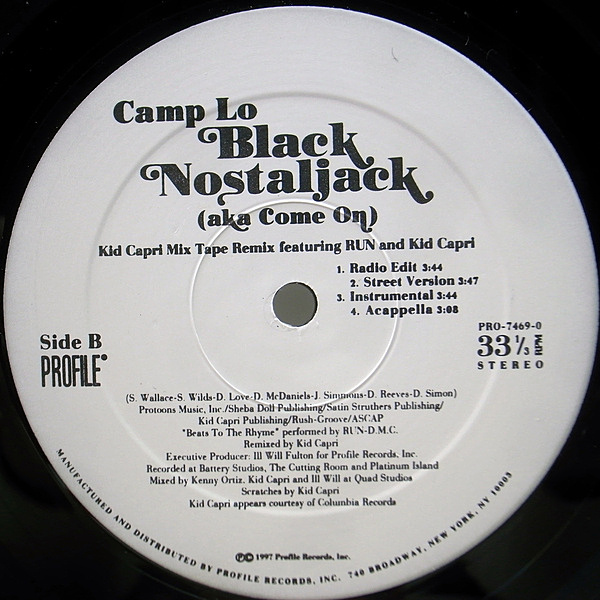 Camp Lo
Black
Nostaljack
(aka Come On)
Kid Capri Mix Tape Remix featuring RUN and Kid Capri
1. Radio Edit 3:44
2. Street Version 3:47
3. Instrumental 3:44
4. Acappella 3:08
Side B
PROFILE
PRO-7469-0
33 1/3 RPM
STEREO
(S. Wallace-S. Wilds-D. Love-D. McDaniels-J. Simmons-D. Reeves-D. Simon)
Protoons Music, Inc./Sheba Doll Publishing/Satin Struthers Publishing/
Kid Capri Publishing/Rush-Groove/ASCAP
"Beats To The Rhyme" performed by RUN-D.M.C.
Remixed by Kid Capri
Executive Producer: Ill Will Fulton for Profile Records, Inc.
Recorded at Battery Studios, The Cutting Room and Platinum Island
Mixed by Kenny Ortiz, Kid Capri and Ill Will at Quad Studios
Scratches by Kid Capri
Kid Capri appears courtesy of Columbia Records
℗© 1997 Profile Records, Inc.
MANUFACTURED AND DISTRIBUTED BY PROFILE RECORDS, INC. 740 BROADWAY, NEW YORK, NY 10003